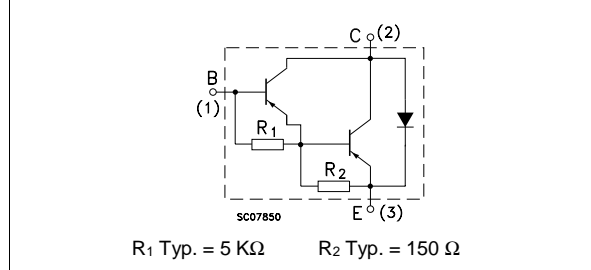 C (2)
B
(1)
R1
R2
SC07850
E (3)
R1 Typ. = 5 KΩ R2 Typ. = 150 Ω